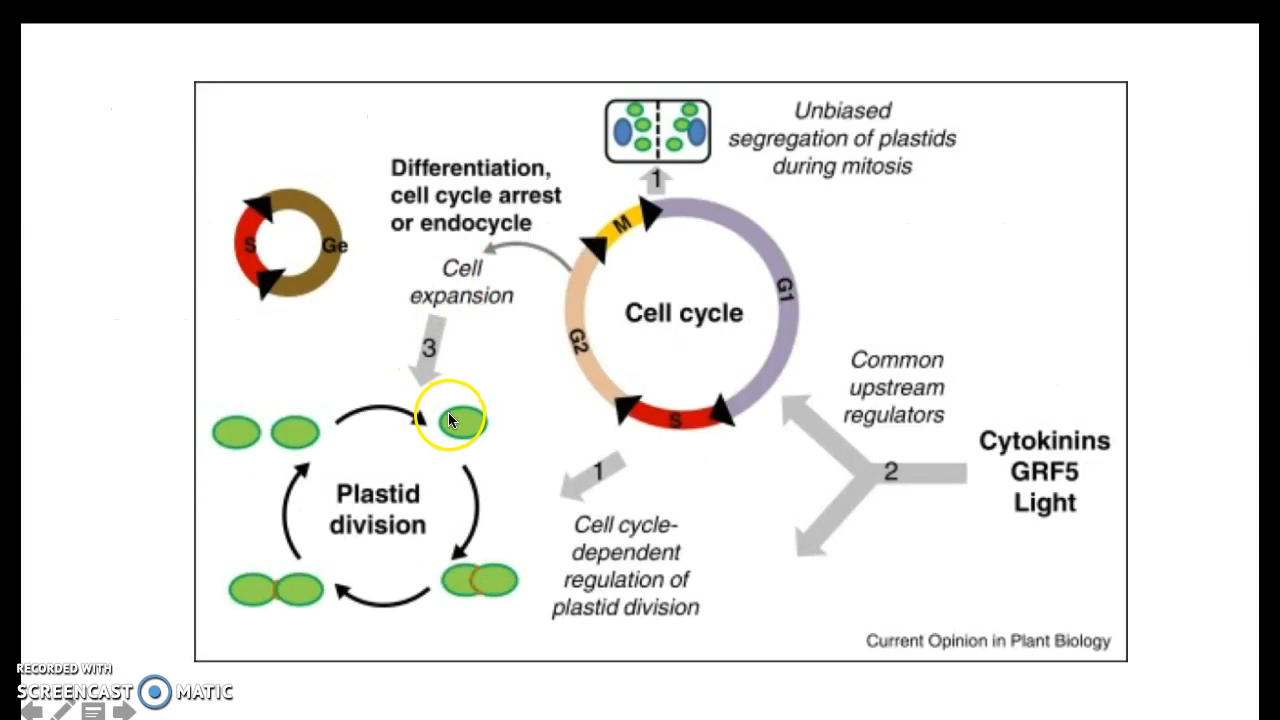 Unbiased
segregation of plastids
during mitosis
1
Differentiation,
cell cycle arrest
or endocycle
S
Ge
Cell
expansion
3
M
G1
G2
S
Cell cycle
Common
upstream
regulators
2
Cytokinins
GRF5
Light
1
Cell cycle-
dependent
regulation of
plastid division
Plastid
division
Current Opinion in Plant Biology
RECORDED WITH
SCREENCAST MATIC